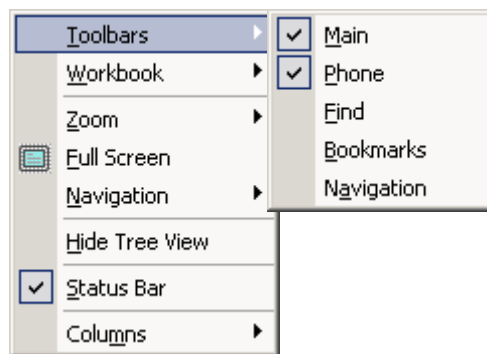 Toolbars
Workbook
Zoom
Full Screen
Navigation
Hide Tree View
Status Bar
Columns
Main
Phone
Find
Bookmarks
Navigation